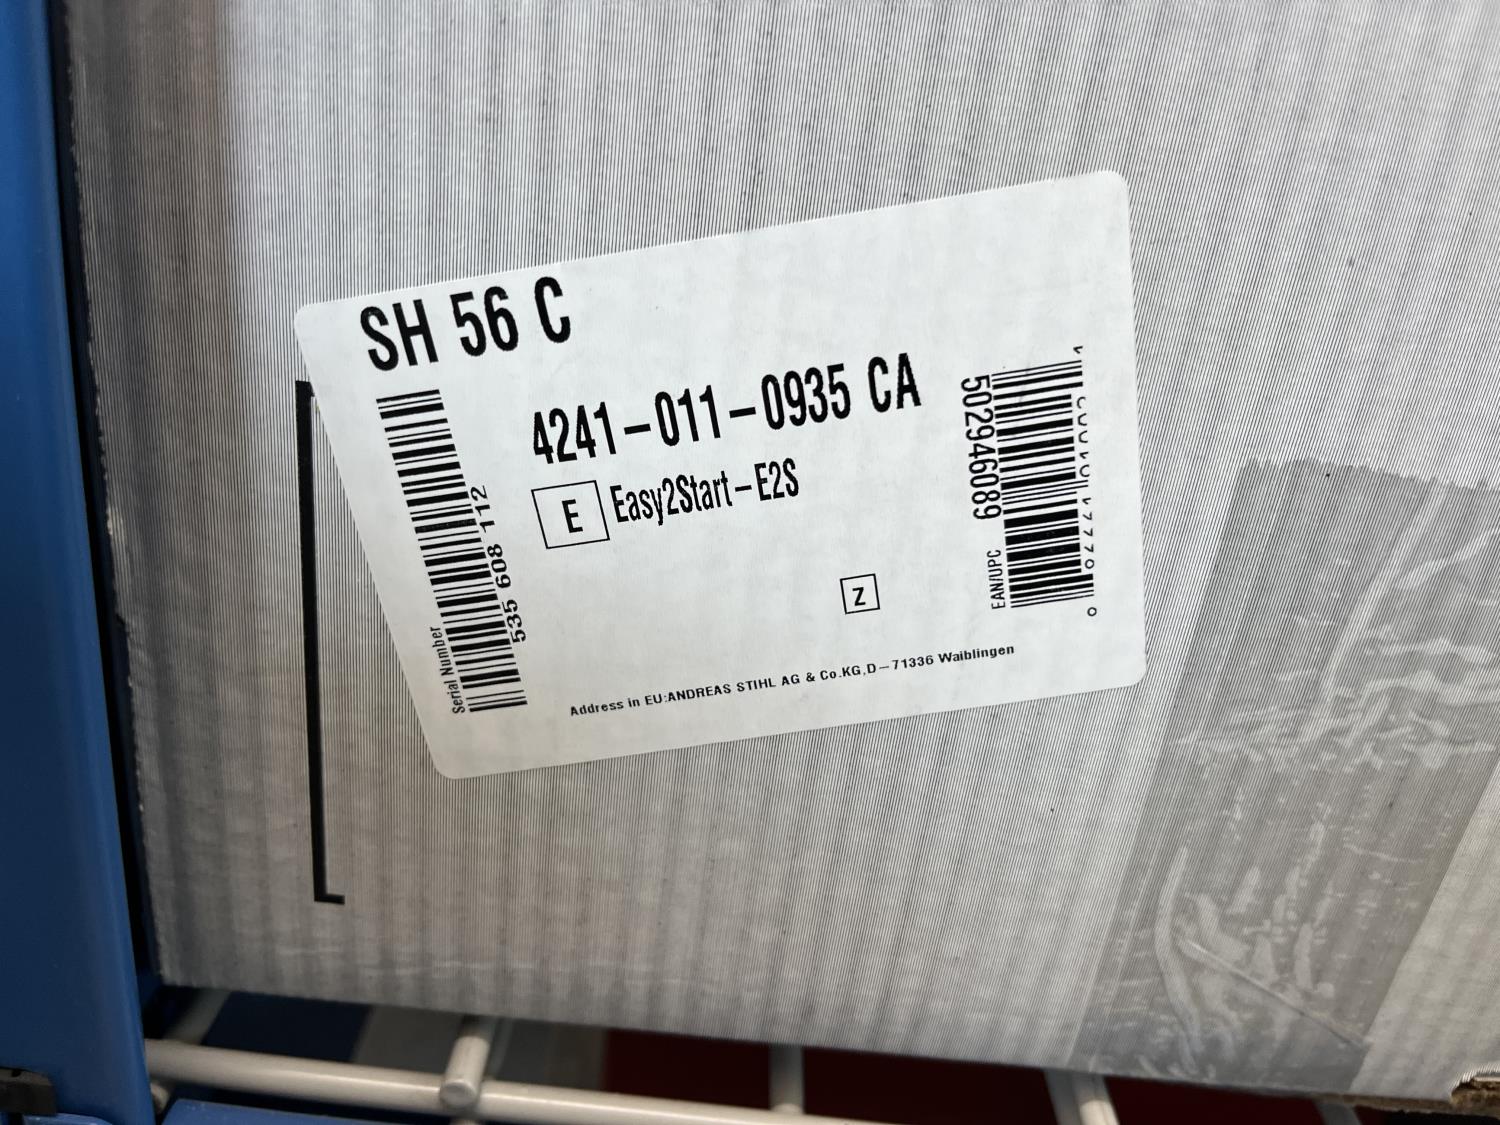 SH 56 C
4241-011-0935 CA
E Easy2Start-E2S
Serial Number
535 608 112
502946089
EAN/UPC
Z
Address in EU:ANDREAS STIHL AG & Co.KG,D-71336 Waiblingen